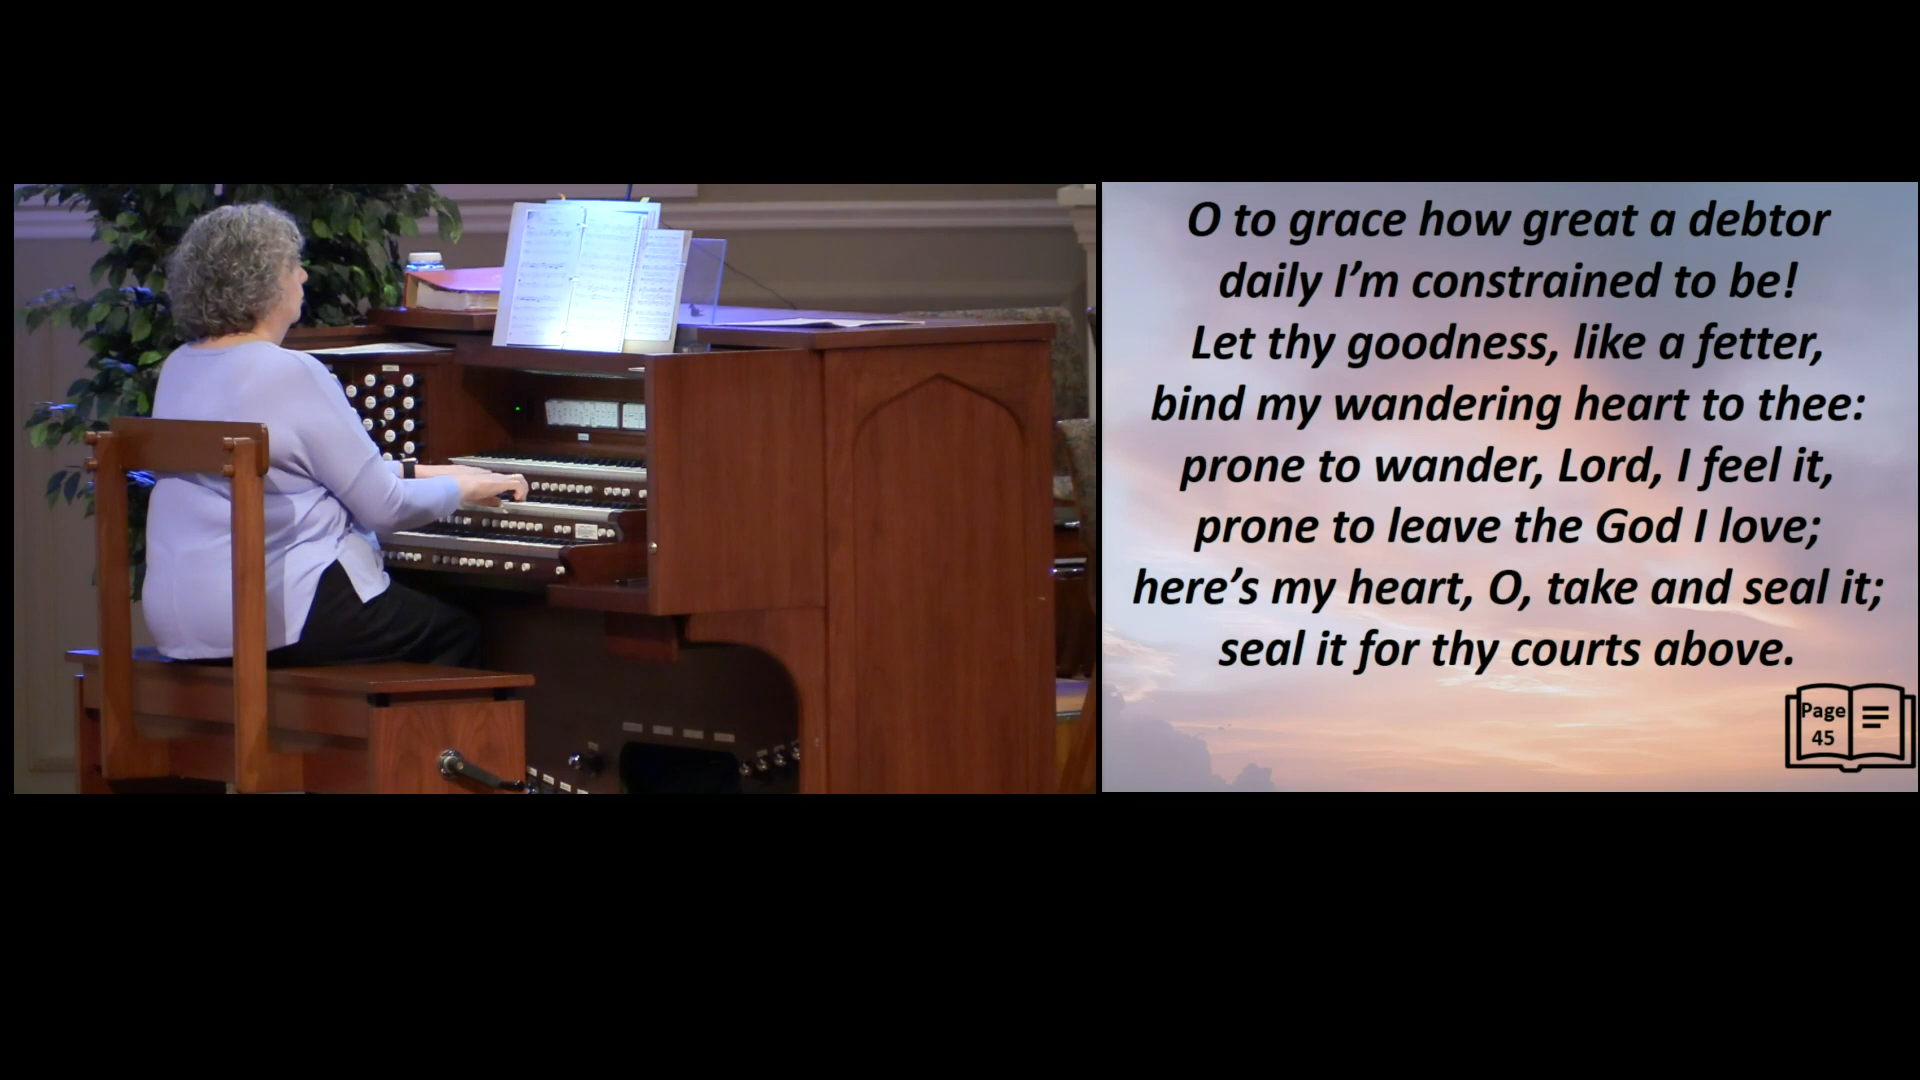 O to grace how great a debtor
daily I’m constrained to be!
Let thy goodness, like a fetter,
bind my wandering heart to thee:
prone to wander, Lord, I feel it,
prone to leave the God I love;
here’s my heart, O, take and seal it;
seal it for thy courts above.
Page
45